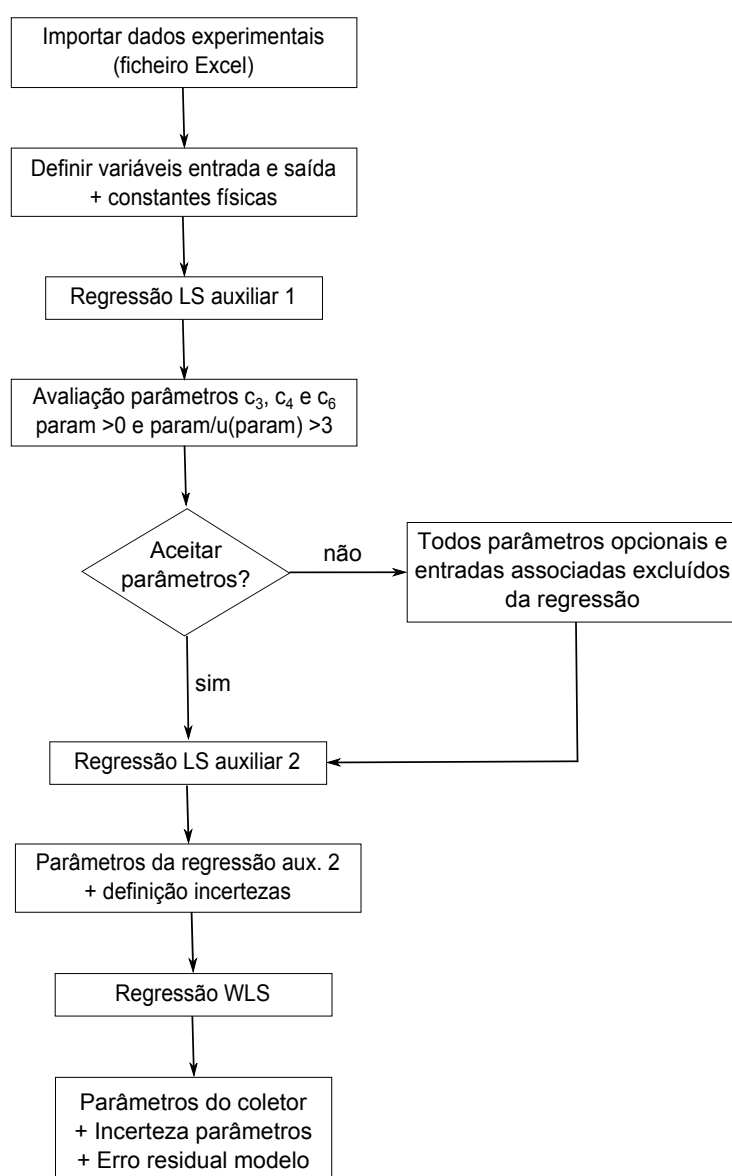 Importar dados experimentais
(ficheiro Excel)
Definir variáveis entrada e saída
+ constantes físicas
Regressão LS auxiliar 1
Avaliação parâmetros c₃, c₄ e c₆
param >0 e param/u(param) >3
Aceitar
parâmetros?
não
Todos parâmetros opcionais e
entradas associadas excluídos
da regressão
sim
Regressão LS auxiliar 2
Parâmetros da regressão aux. 2
+ definição incertezas
Regressão WLS
Parâmetros do coletor
+ Incerteza parâmetros
+ Erro residual modelo